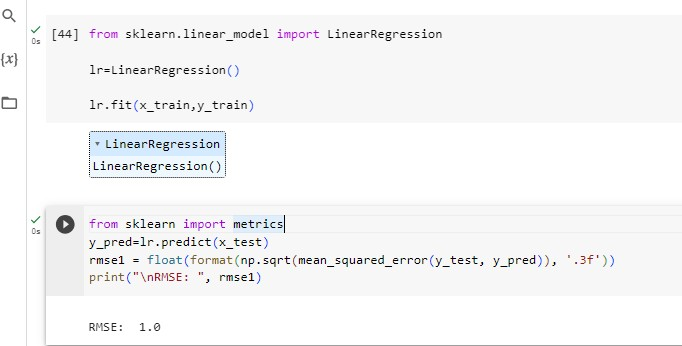 {x}
0s
[44] from sklearn.linear_model import LinearRegression
lr=LinearRegression()
lr.fit(x_train,y_train)
LinearRegression
LinearRegression()
0s
from sklearn import metrics
y_pred=lr.predict(x_test)
rmse1 = float(format(np.sqrt(mean_squared_error(y_test, y_pred)), '.3f'))
print("\nRMSE: ", rmse1)
RMSE:  1.0